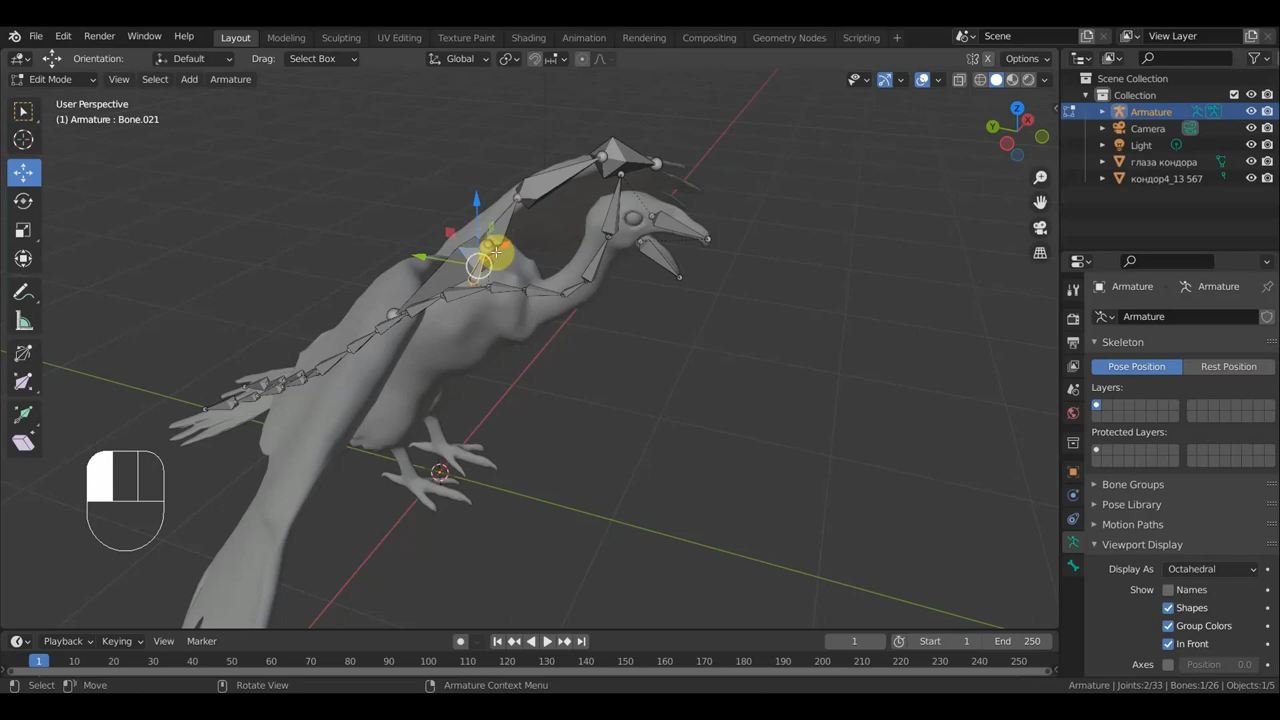 File Edit Render Window Help Layout Modeling Sculpting UV Editing Texture Paint Shading Animation Rendering Compositing Geometry Nodes Scripting + Scene View Layer
Orientation: Default Drag: Select Box Global Options
Edit Mode View Select Add Armature
User Perspective
(1) Armature : Bone.021
Z
X
Y
Scene Collection
Collection
Armature
Camera
Light
глаза кондора
кондор4_13 567
Armature Armature
Armature
Skeleton
Pose Position Rest Position
Layers:
Protected Layers:
Bone Groups
Pose Library
Motion Paths
Viewport Display
Display As Octahedral
Show Names
Shapes
Group Colors
In Front
Axes Position 0.0
Playback Keying View Marker 1 Start 1 End 250
1 10 20 30 40 50 60 70 80 90 100 110 120 130 140 150 160 170 180 190 200 210 220 230 240 250
Select Move Rotate View Armature Context Menu Armature | Joints:2/33 | Bones:1/26 | Objects:1/5